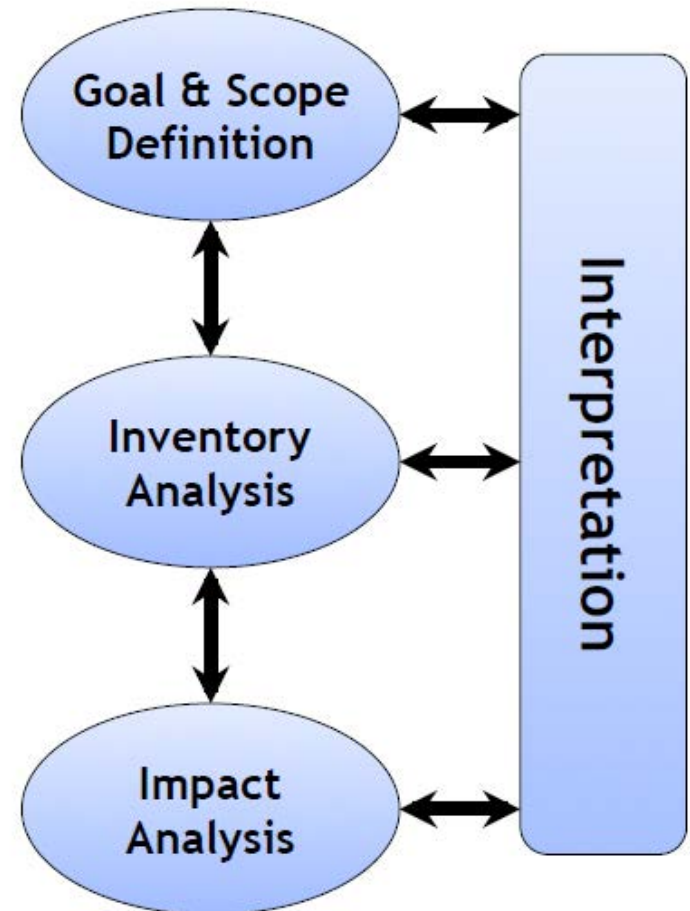 Goal & Scope
Definition
Inventory
Analysis
Impact
Analysis
Interpretation